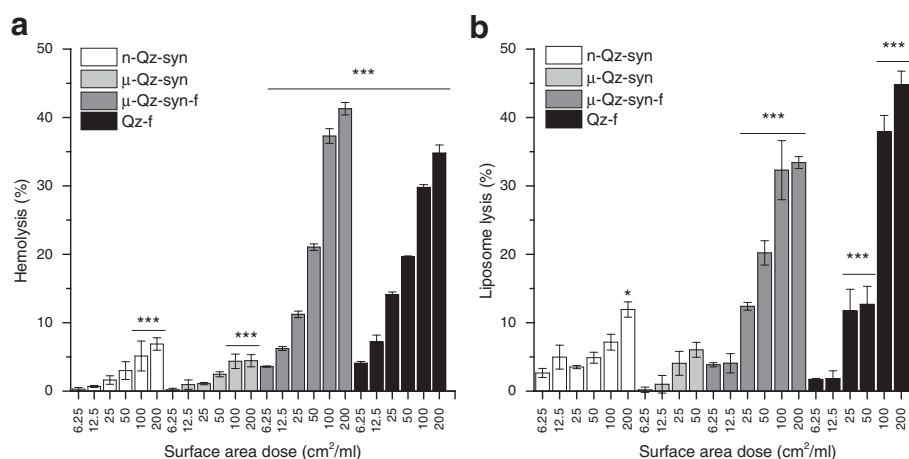 a
n-Qz-syn
μ-Qz-syn
μ-Qz-syn-f
Qz-f
***
***
***
50
40
30
20
10
0
Hemolysis (%)
6.25 12.5 25 50 100 200 6.25 12.5 25 50 100 200 6.25 12.5 25 50 100 200 6.25 12.5 25 50 100 200
Surface area dose (cm²/ml)
b
n-Qz-syn
μ-Qz-syn
μ-Qz-syn-f
Qz-f
***
***
***
*
50
40
30
20
10
0
Liposome lysis (%)
6.25 12.5 25 50 100 200 6.25 12.5 25 50 6.25 12.5 25 50 100 200 6.25 12.5 25 50 100 200
Surface area dose (cm²/ml)